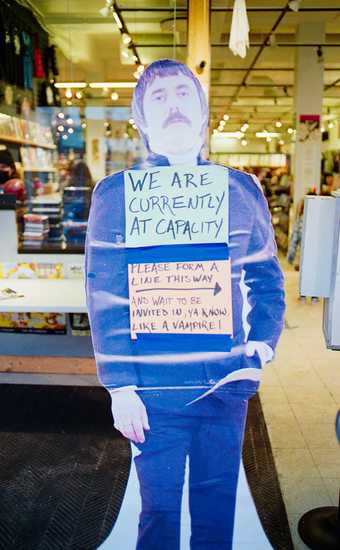 WE ARE
CURRENTLY
AT CAPACITY
PLEASE FORM A
LINE THIS WAY
AND WAIT TO BE
INVITED IN, YA KNOW,
LIKE A VAMPIRE!